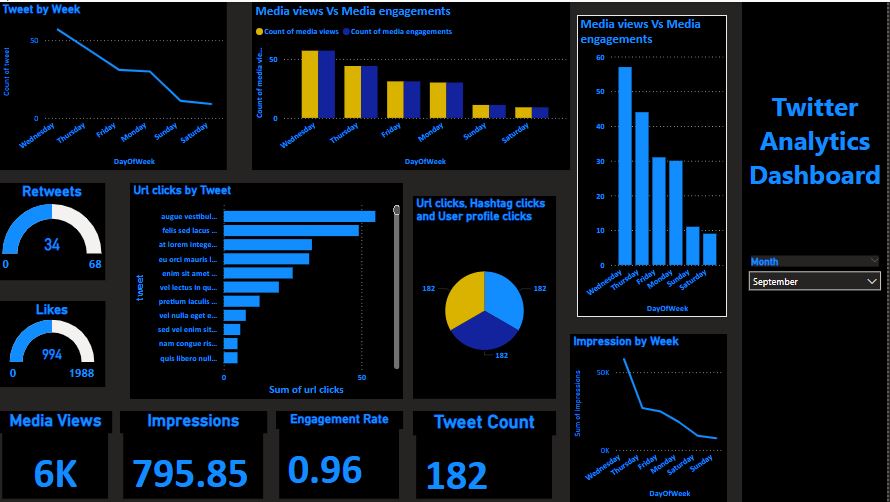 Tweet by Week
Count of tweet
50
0
Wednesday
Thursday
Friday
Monday
Sunday
Saturday
DayOfWeek
Media views Vs Media engagements
Count of media views
Count of media engagements
Count of media vie...
50
0
Wednesday
Thursday
Friday
Monday
Sunday
Saturday
DayOfWeek
Media views Vs Media
engagements
60
50
40
30
20
10
0
Wednesday
Thursday
Friday
Monday
Sunday
Saturday
DayOfWeek
Twitter
Analytics
Dashboard
Month
September
Retweets
34
0
68
Likes
994
0
1988
Url clicks by Tweet
tweet
augue vestibul...
felis sed lacus ...
at lorem intege...
eu orci mauris l...
enim sit amet ...
vel lectus in qu...
pretium iaculis ...
vel nulla eget e...
sed vel enim sit...
nam congue ris...
quis libero null...
0
50
Sum of url clicks
Url clicks, Hashtag clicks
and User profile clicks
182
182
182
Impression by Week
Sum of impressions
50K
0K
Wednesday
Thursday
Friday
Monday
Saturday
Sunday
DayOfWeek
Media Views
6K
Impressions
795.85
Engagement Rate
0.96
Tweet Count
182